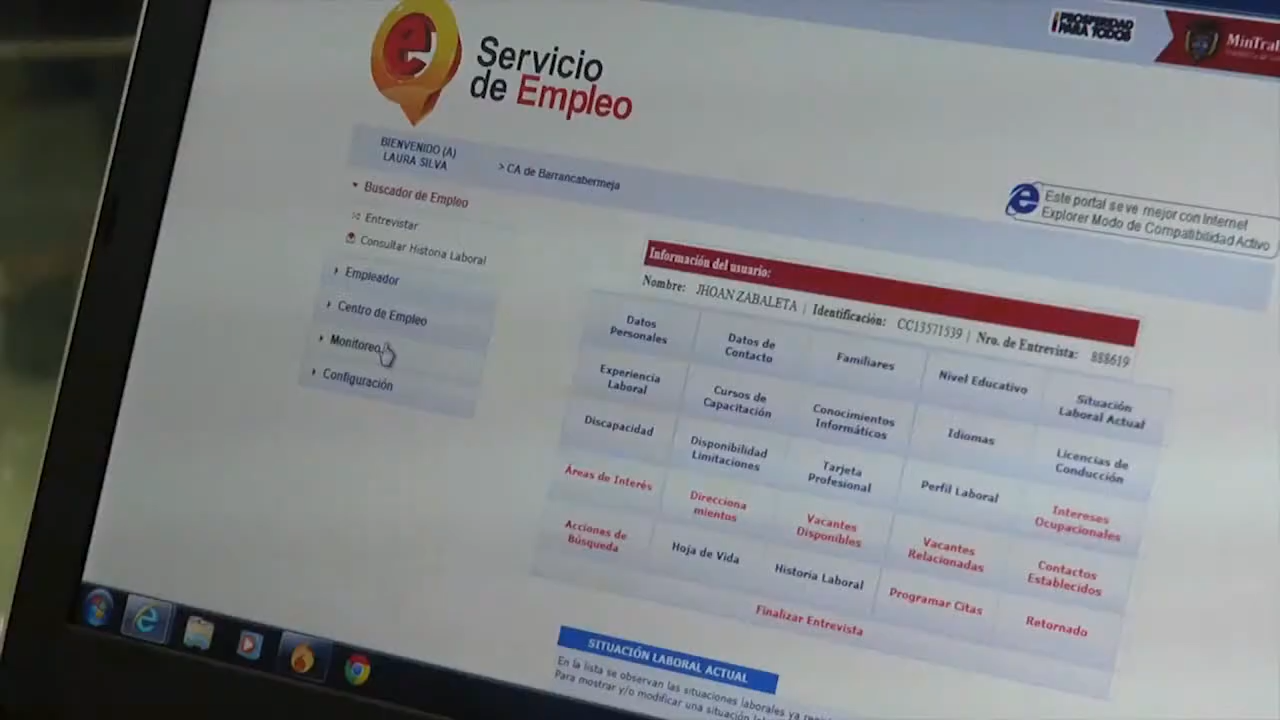 PROSPERIDAD
PARA TODOS
e
Servicio
de Empleo
BIENVENIDO (A)
LAURA SILVA
> CA de Barrancabermeja
Este portal se ve mejor con Internet
Explorer Modo de Compatibilidad Activo
Buscador de Empleo
Entrevistar
Consultar Historia Laboral
Empleador
Centro de Empleo
Monitoreo
Configuración
Información del usuario:
Nombre: JHOAN ZABALETA | Identificación: CC13571539 | Nro. de Entrevista: 888619
Datos
Personales
Datos de
Contacto
Familiares
Nivel Educativo
Situación
Laboral Actual
Experiencia
Laboral
Cursos de
Capacitación
Conocimientos
Informáticos
Idiomas
Licencias de
Conducción
Discapacidad
Disponibilidad
Limitaciones
Tarjeta
Profesional
Perfil Laboral
Intereses
Ocupacionales
Áreas de Interés
Direcciona
mientos
Vacantes
Disponibles
Vacantes
Relacionadas
Contactos
Establecidos
Acciones de
Búsqueda
Hoja de Vida
Historia Laboral
Programar Citas
Retornado
Finalizar Entrevista
SITUACIÓN LABORAL ACTUAL
En la lista se observan las situaciones laborales ya
Para mostrar y/o modificar una situación